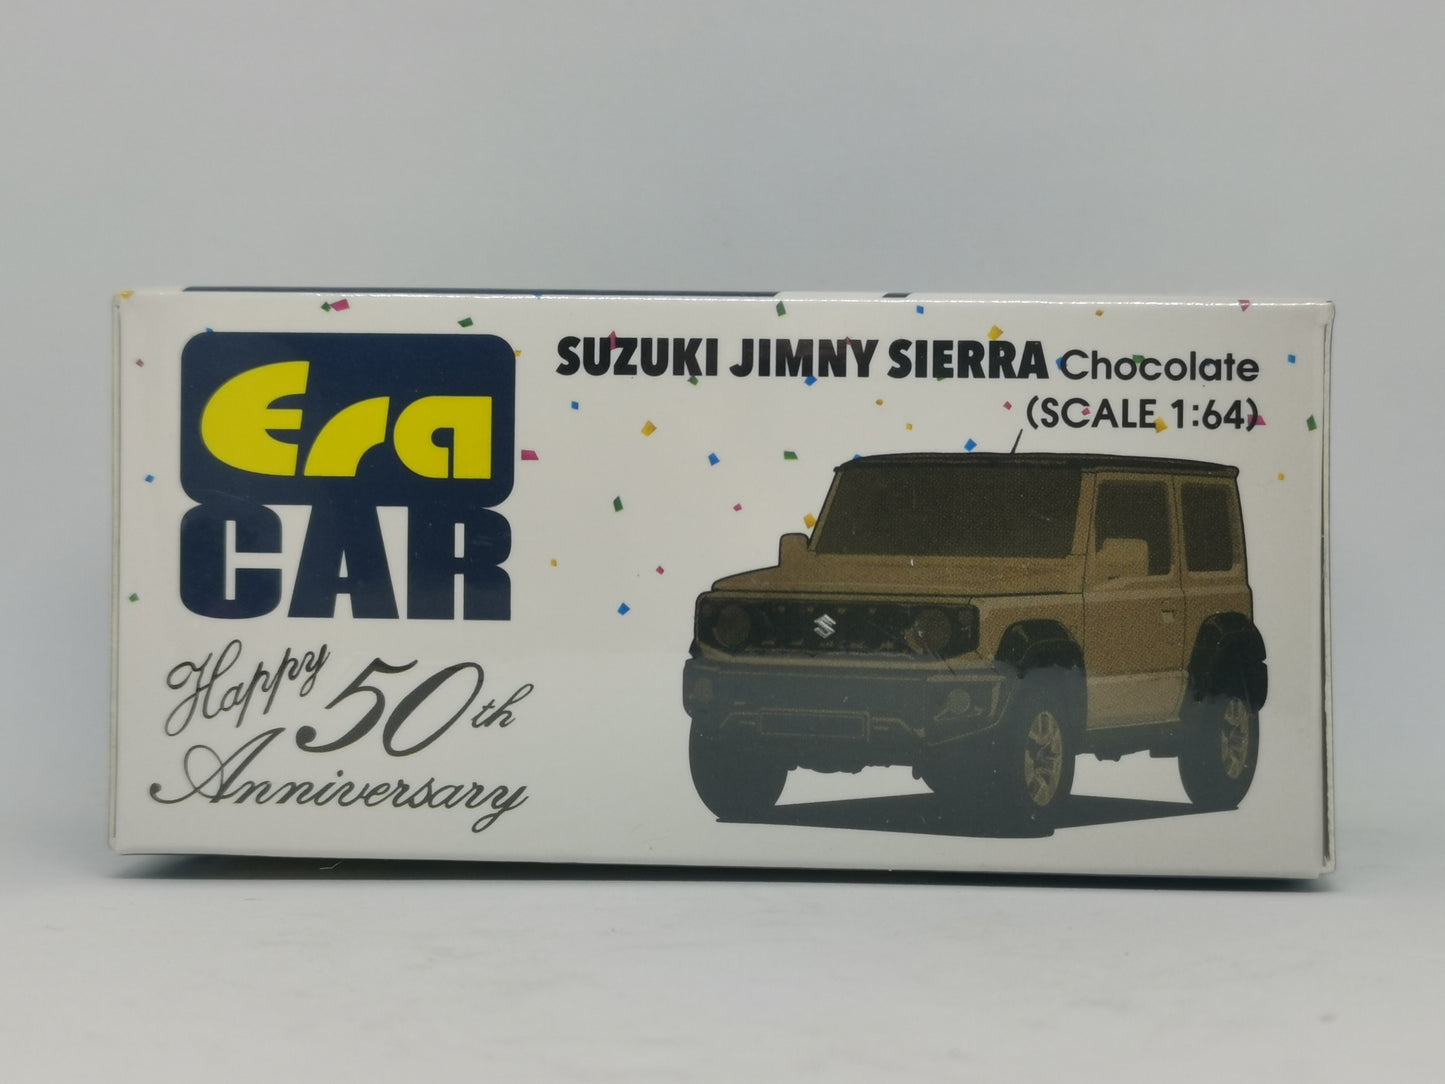 Era
CAR
Happy 50th
Anniversary
SUZUKI JIMNY SIERRA Chocolate
(SCALE 1:64)